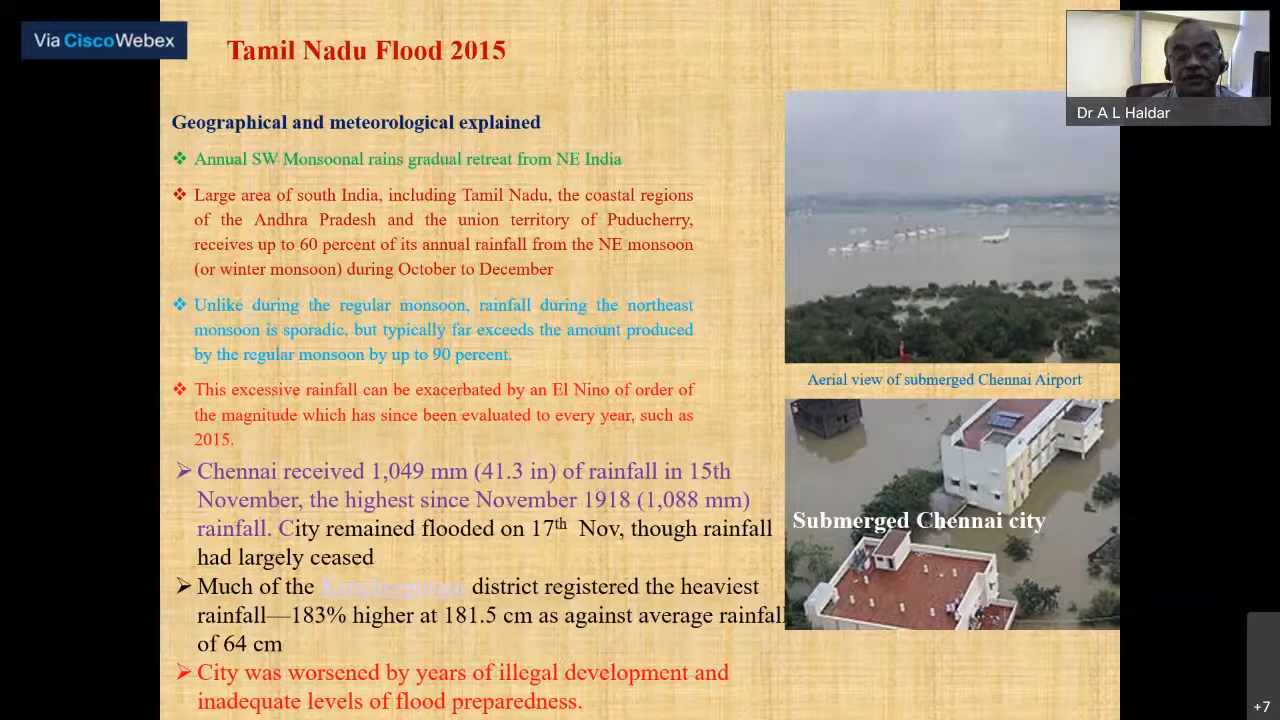 Via Cisco Webex
Tamil Nadu Flood 2015
Dr A L Haldar
Geographical and meteorological explained
❖ Annual SW Monsoonal rains gradual retreat from NE India
❖ Large area of south India, including Tamil Nadu, the coastal regions
of the Andhra Pradesh and the union territory of Puducherry,
receives up to 60 percent of its annual rainfall from the NE monsoon
(or winter monsoon) during October to December
❖ Unlike during the regular monsoon, rainfall during the northeast
monsoon is sporadic, but typically far exceeds the amount produced
by the regular monsoon by up to 90 percent.
❖ This excessive rainfall can be exacerbated by an El Nino of order of
the magnitude which has since been evaluated to every year, such as
2015.
➢ Chennai received 1,049 mm (41.3 in) of rainfall in 15th
November, the highest since November 1918 (1,088 mm)
rainfall. City remained flooded on 17th Nov, though rainfall
had largely ceased
➢ Much of the Kancheepuram district registered the heaviest
rainfall—183% higher at 181.5 cm as against average rainfall
of 64 cm
➢ City was worsened by years of illegal development and
inadequate levels of flood preparedness.
Aerial view of submerged Chennai Airport
Submerged Chennai city
+7